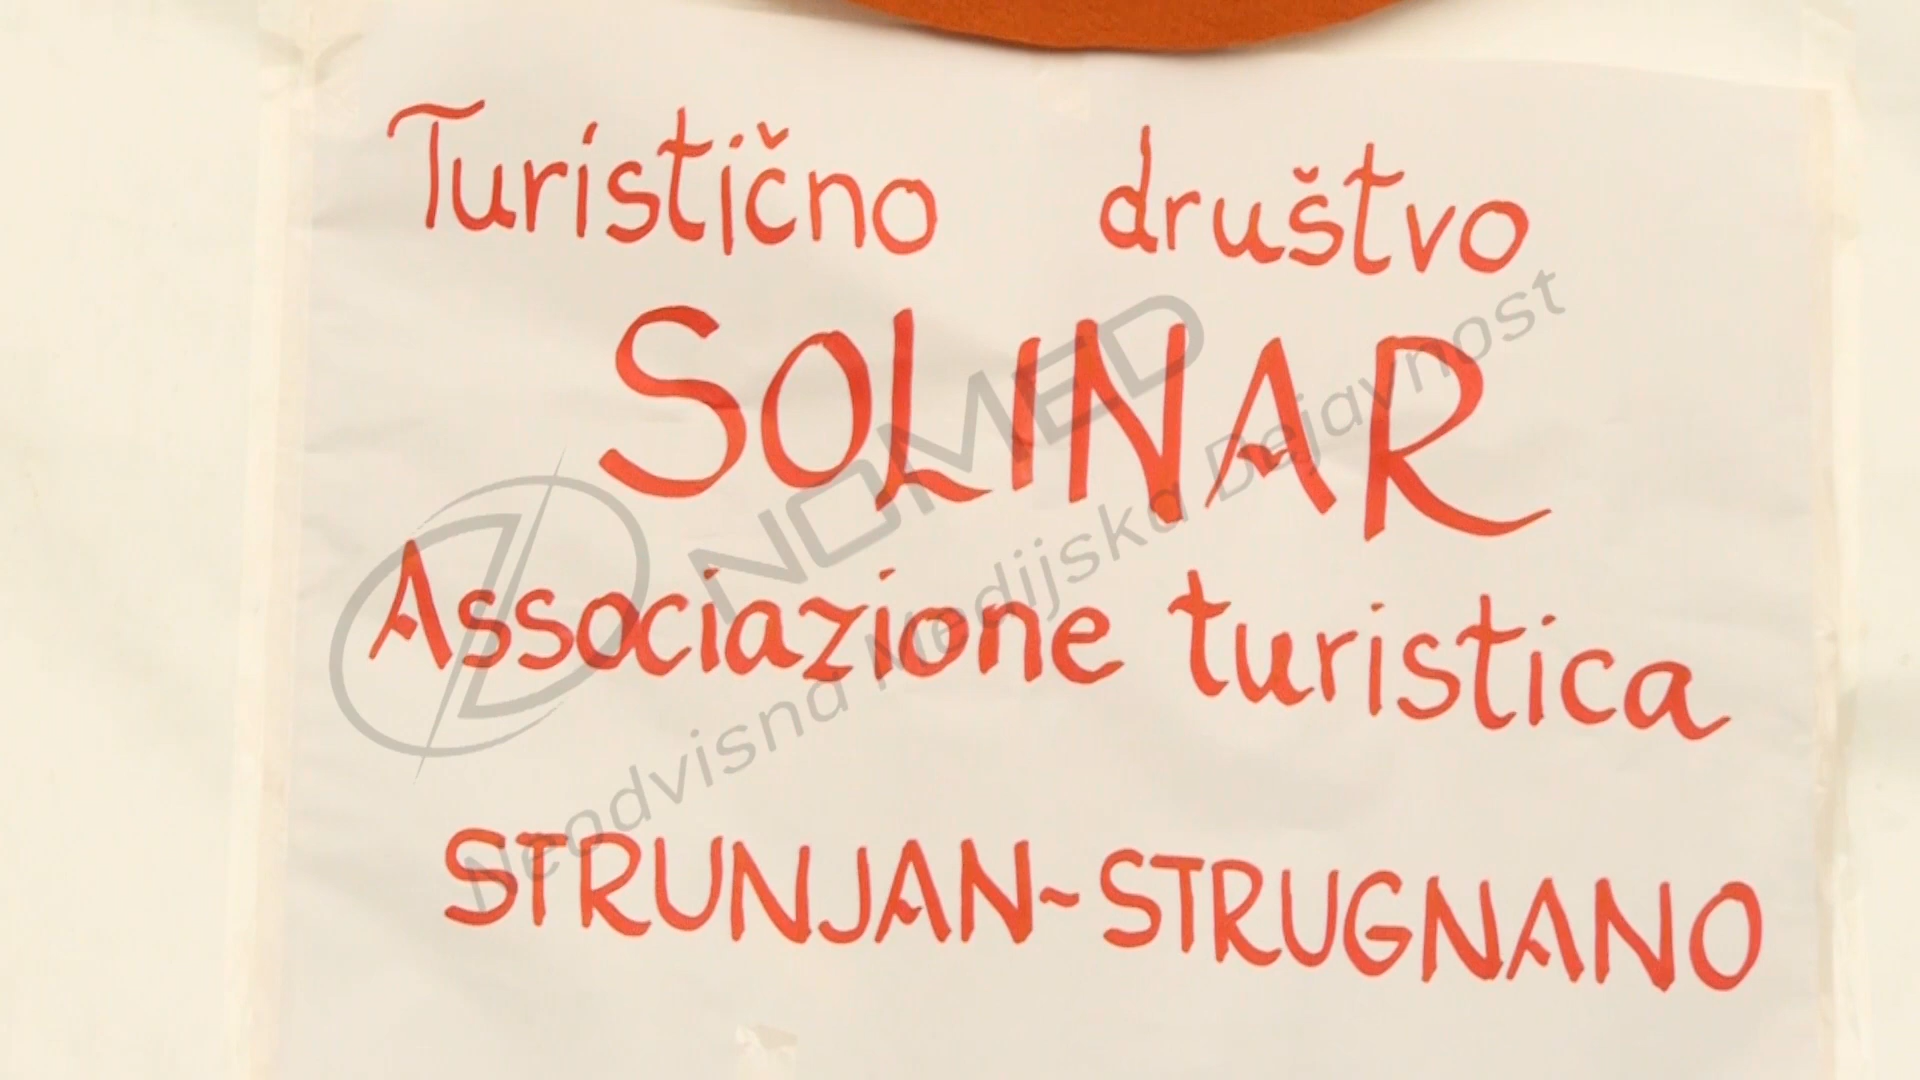 Turistično društvo
SOLINAR
Associazione turistica
STRUNJAN-STRUGNANO
NOMED
Neodvisna Medijska Dejavnost